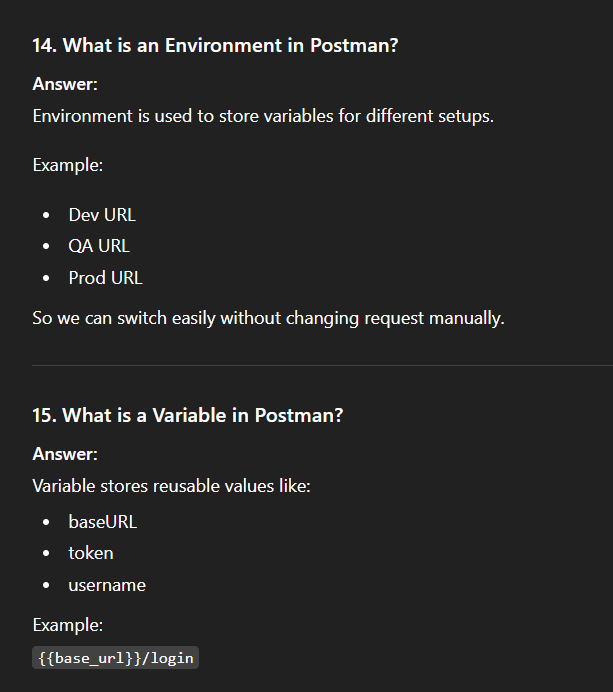 14. What is an Environment in Postman?
Answer:
Environment is used to store variables for different setups.
Example:
• Dev URL
• QA URL
• Prod URL
So we can switch easily without changing request manually.
15. What is a Variable in Postman?
Answer:
Variable stores reusable values like:
• baseURL
• token
• username
Example:
{{base_url}}/login